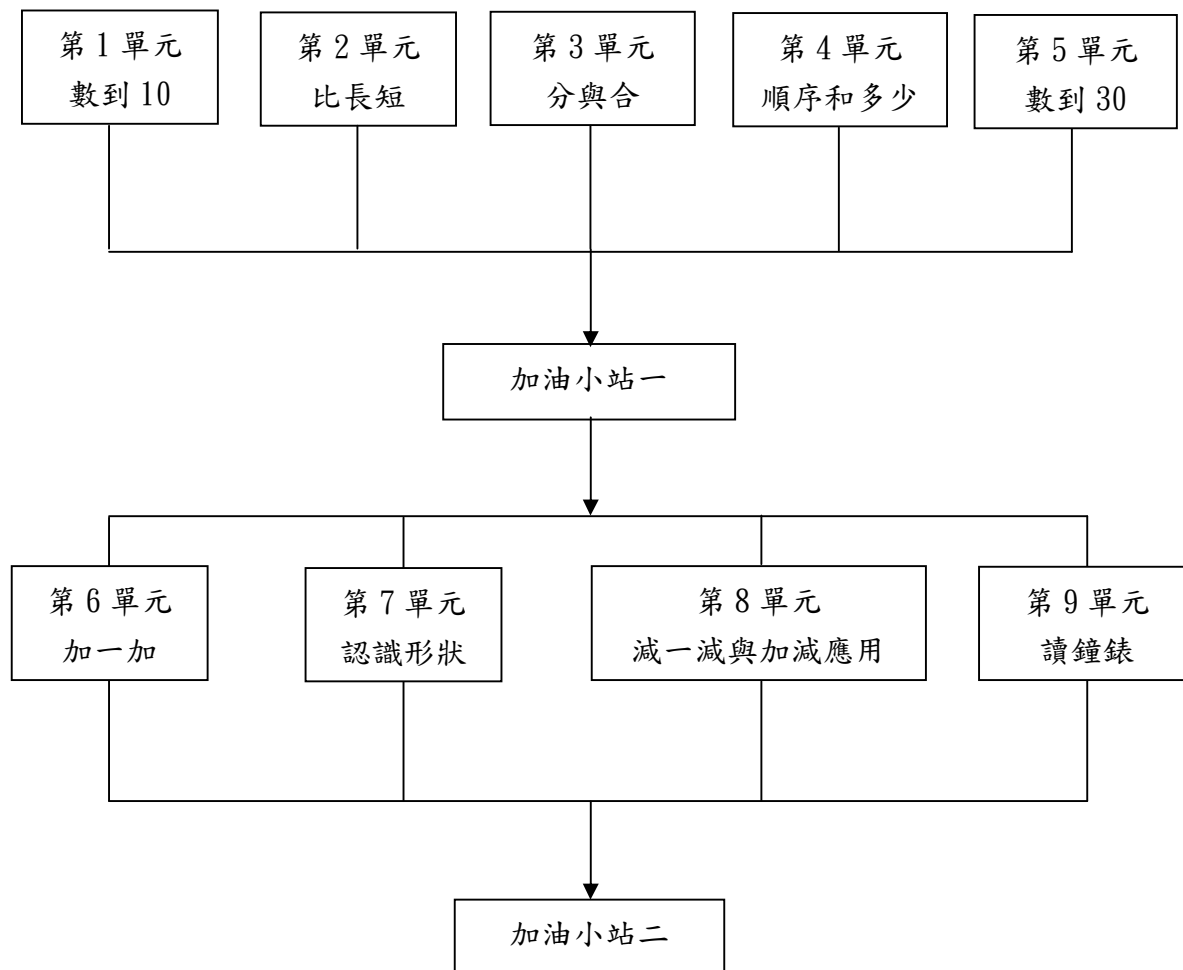 第 1 單元
數到 10
第 2 單元
比長短
第 3 單元
分與合
第 4 單元
順序和多少
第 5 單元
數到 30
加油小站一
第 6 單元
加一加
第 7 單元
認識形狀
第 8 單元
減一減與加減應用
第 9 單元
讀鐘錶
加油小站二